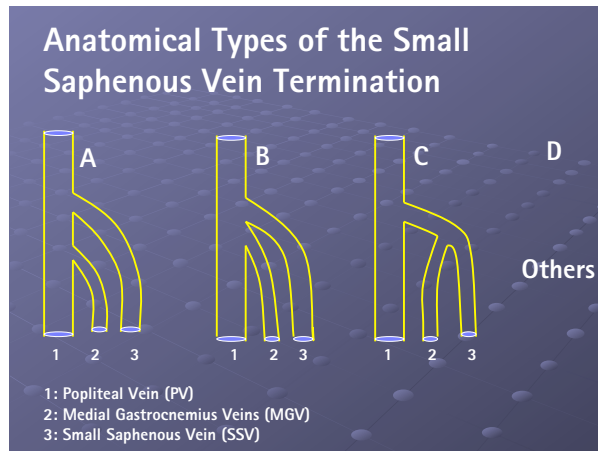 Anatomical Types of the Small
Saphenous Vein Termination
A
B
C
D
Others
1 2 3
1 2 3
1 2 3
1: Popliteal Vein (PV)
2: Medial Gastrocnemius Veins (MGV)
3: Small Saphenous Vein (SSV)